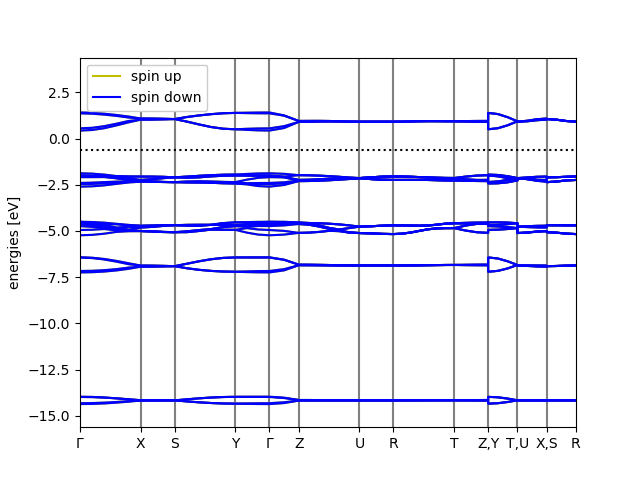 spin up
spin down
2.5
0.0
−2.5
−5.0
−7.5
−10.0
−12.5
−15.0
energies [eV]
Γ X S Y Γ Z U R T Z,Y T,U X,S R